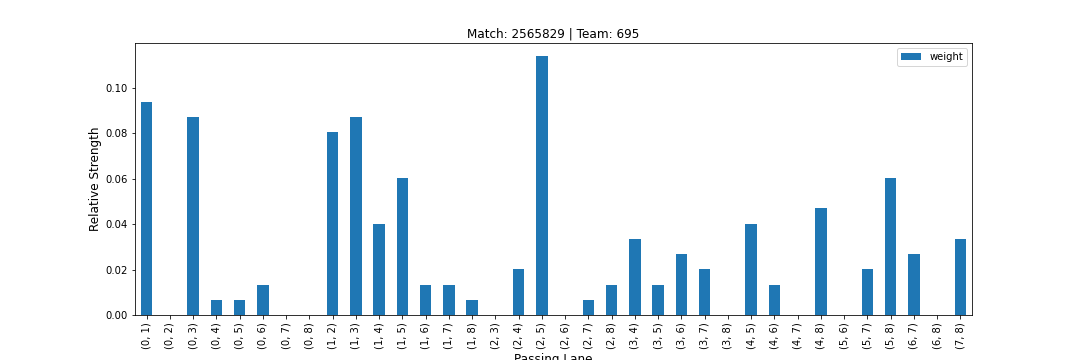 Match: 2565829 | Team: 695
weight
Relative Strength
0.10
0.08
0.06
0.04
0.02
0.00
(0, 1) (0, 2) (0, 3) (0, 4) (0, 5) (0, 6) (0, 7) (0, 8) (1, 2) (1, 3) (1, 4) (1, 5) (1, 6) (1, 7) (1, 8) (2, 3) (2, 4) (2, 5) (2, 6) (2, 7) (2, 8) (3, 4) (3, 5) (3, 6) (3, 7) (3, 8) (4, 5) (4, 6) (4, 7) (4, 8) (5, 6) (5, 7) (5, 8) (6, 7) (6, 8) (7, 8)
Passing Lane